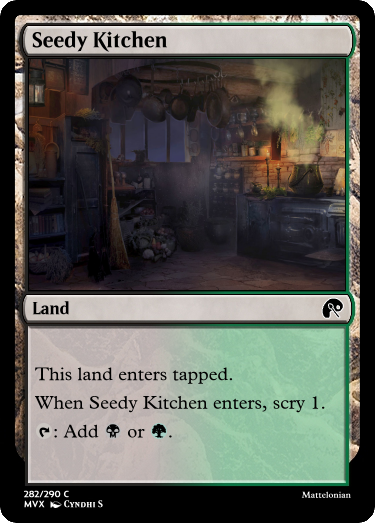 Seedy Kitchen
Land
This land enters tapped.
When Seedy Kitchen enters, scry 1.
: Add or .
282/290 C
MVX Cyndhi S
Mattelonian